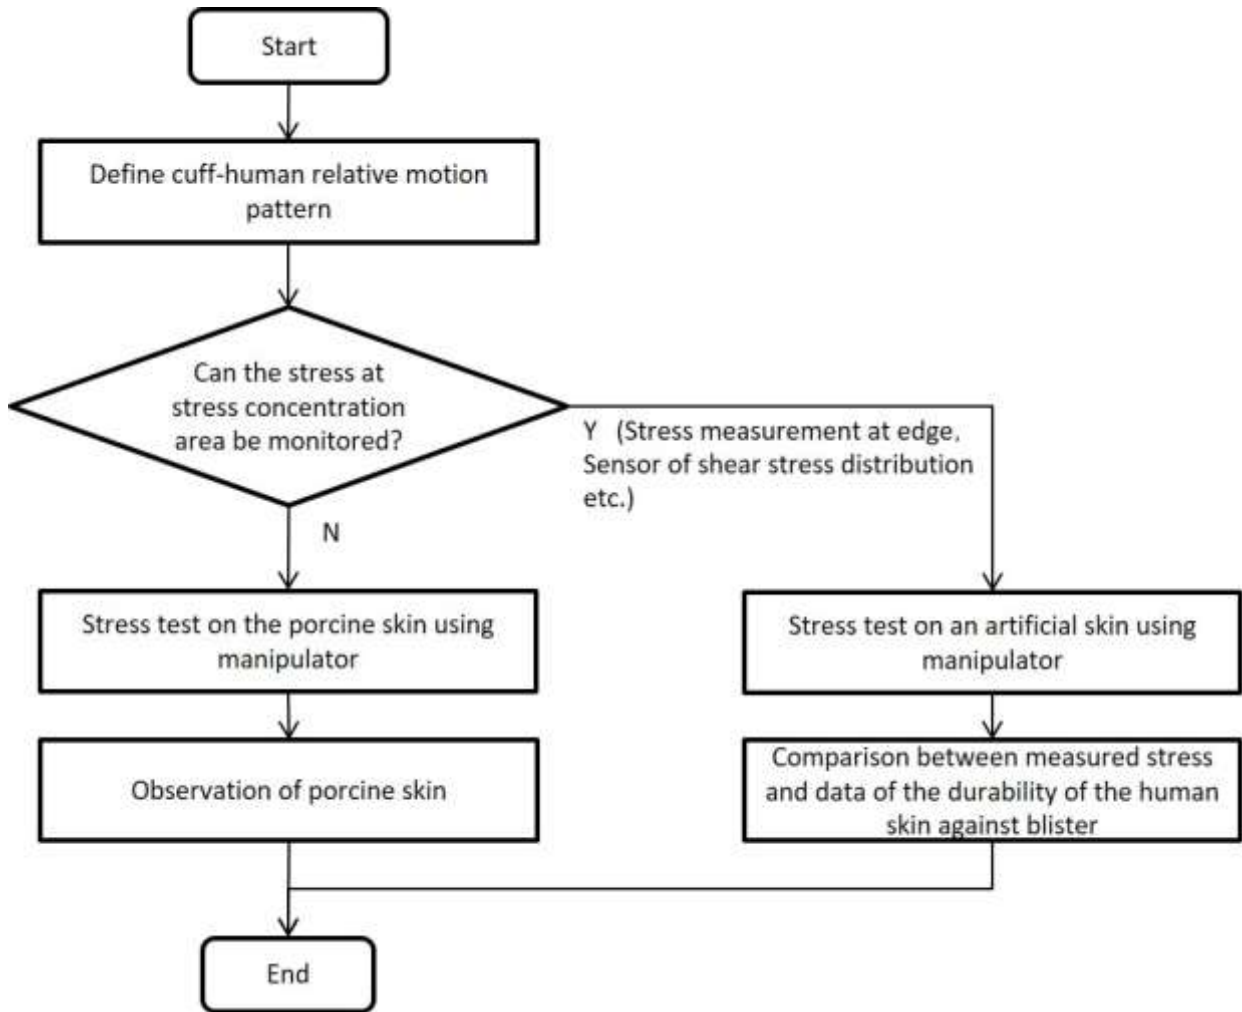 Start
Define cuff-human relative motion
pattern
Can the stress at
stress concentration
area be monitored?
Y (Stress measurement at edge,
Sensor of shear stress distribution
etc.)
N
Stress test on the porcine skin using
manipulator
Stress test on an artificial skin using
manipulator
Observation of porcine skin
Comparison between measured stress
and data of the durability of the human
skin against blister
End